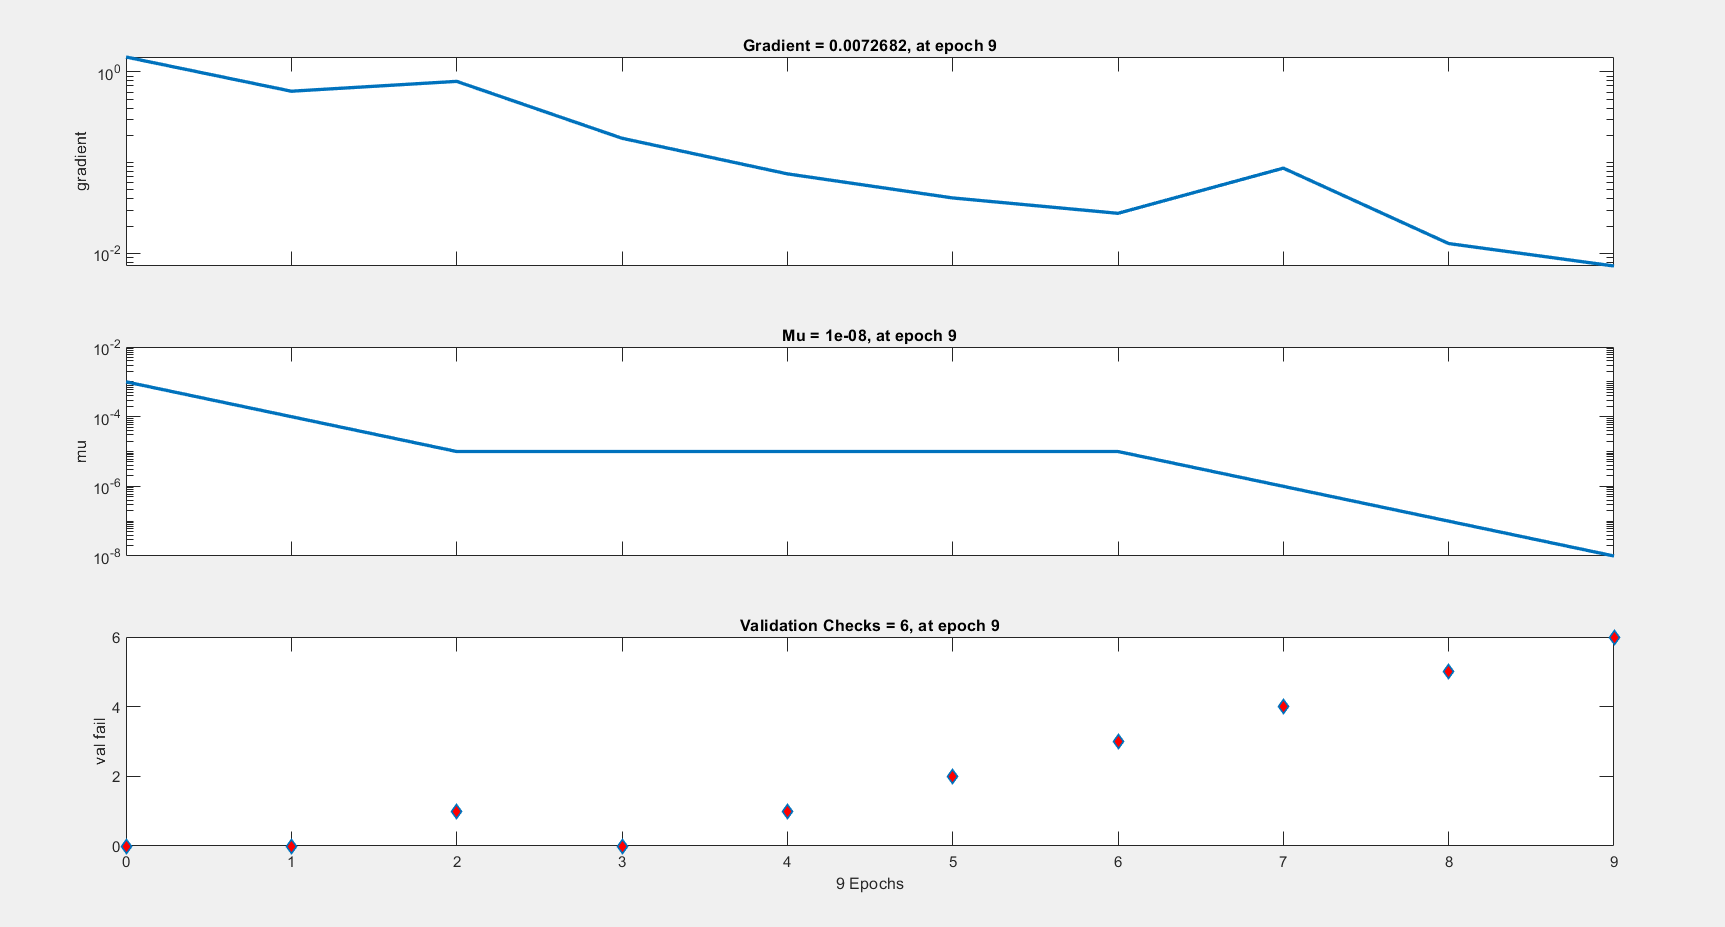 Gradient = 0.0072682, at epoch 9
10^0
gradient
10^-2
Mu = 1e-08, at epoch 9
10^-2
10^-4
mu
10^-6
10^-8
Validation Checks = 6, at epoch 9
6
4
val fail
2
0
0 1 2 3 4 5 6 7 8 9
9 Epochs